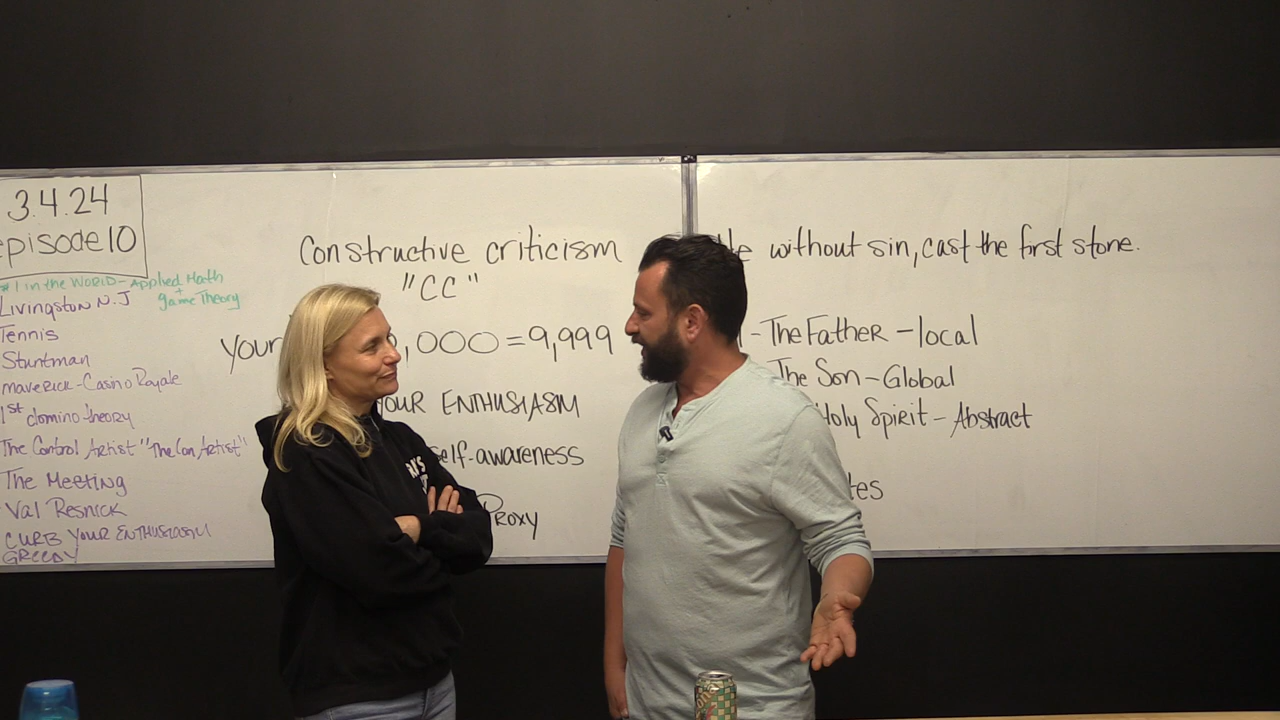 3.4.24
episode 10
#1 in the WORLD - Applied Math
+
game Theory
Livingston N.J
Tennis
Stuntman
maverick - Casino Royale
1st domino theory
The Control Artist "The Con Artist"
The Meeting
Val Resnick
CURB YOUR ENTHUSIASM
GREEDY
Constructive criticism
"CC"
Your ,000 = 9,999
YOUR ENTHUSIASM
self-awareness
Proxy
He without sin, cast the first stone.
- The Father - local
The Son - Global
Holy Spirit - Abstract